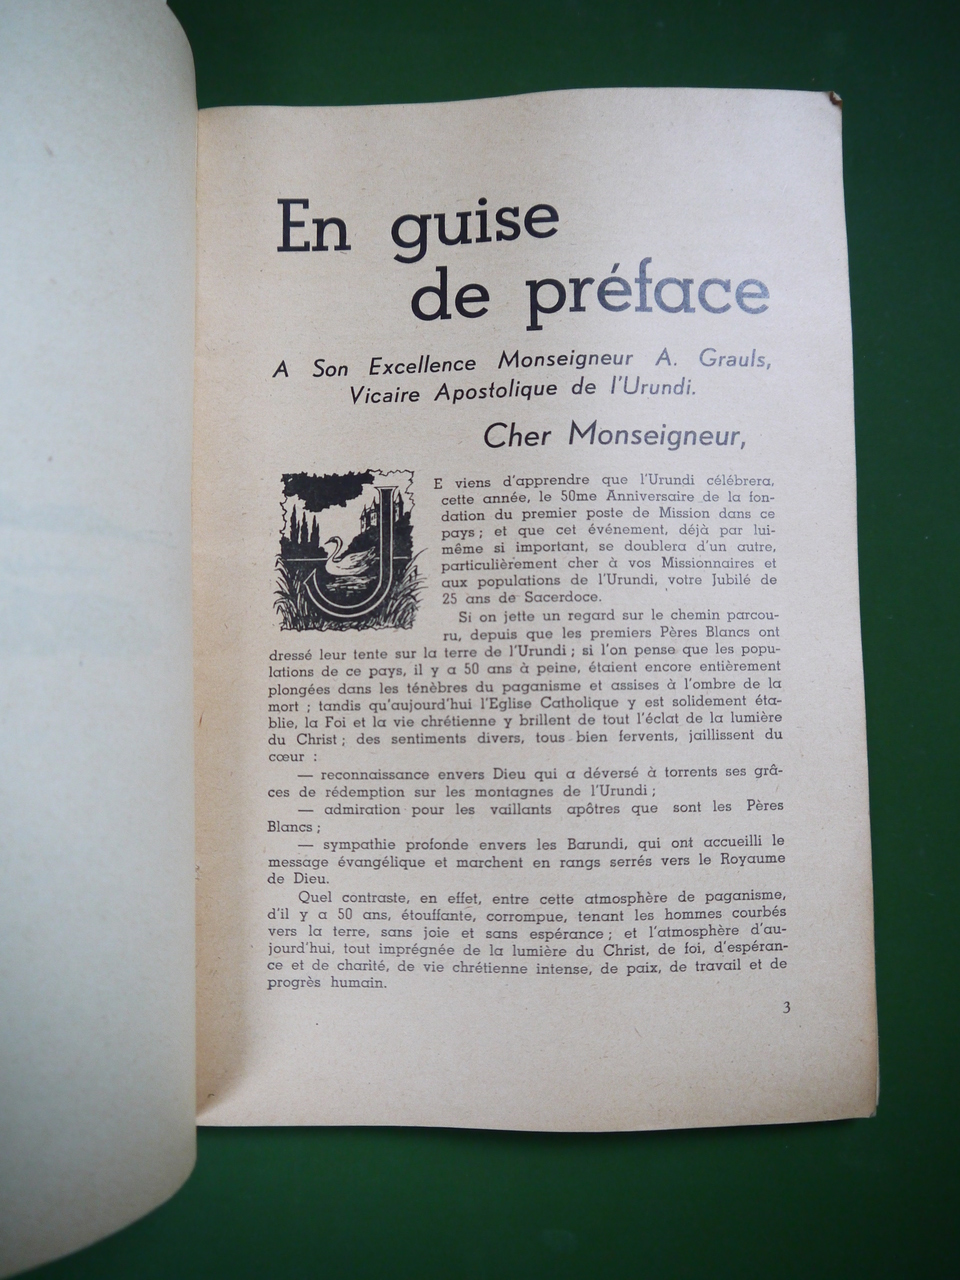 En guise
de préface
A Son Excellence Monseigneur A. Grauls,
Vicaire Apostolique de l'Urundi.
Cher Monseigneur,
JE viens d'apprendre que l'Urundi célébrera,
cette année, le 50me Anniversaire de la fon-
dation du premier poste de Mission dans ce
pays ; et que cet événement, déjà par lui-
même si important, se doublera d'un autre,
particulièrement cher à vos Missionnaires et
aux populations de l'Urundi, votre Jubilé de
25 ans de Sacerdoce.
Si on jette un regard sur le chemin parcou-
ru, depuis que les premiers Pères Blancs ont
dressé leur tente sur la terre de l'Urundi ; si l'on pense que les popu-
lations de ce pays, il y a 50 ans à peine, étaient encore entièrement
plongées dans les ténèbres du paganisme et assises à l'ombre de la
mort ; tandis qu'aujourd'hui l'Eglise Catholique y est solidement éta-
blie, la Foi et la vie chrétienne y brillent de tout l'éclat de la lumière
du Christ ; des sentiments divers, tous bien fervents, jaillissent du
cœur :
— reconnaissance envers Dieu qui a déversé à torrents ses grâ-
ces de rédemption sur les montagnes de l'Urundi ;
— admiration pour les vaillants apôtres que sont les Pères
Blancs ;
— sympathie profonde envers les Barundi, qui ont accueilli le
message évangélique et marchent en rangs serrés vers le Royaume
de Dieu.
Quel contraste, en effet, entre cette atmosphère de paganisme,
d'il y a 50 ans, étouffante, corrompue, tenant les hommes courbés
vers la terre, sans joie et sans espérance ; et l'atmosphère d'au-
jourd'hui, tout imprégnée de la lumière du Christ, de foi, d'espéran-
ce et de charité, de vie chrétienne intense, de paix, de travail et de
progrès humain.
3